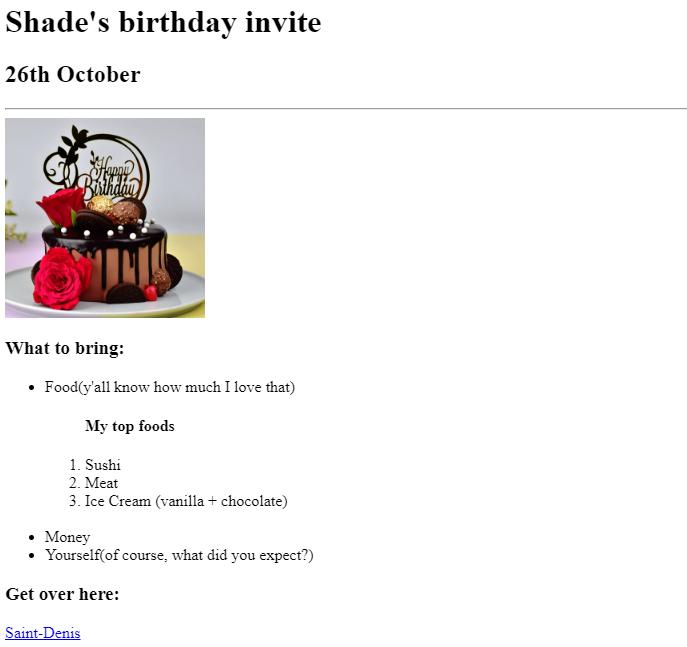 Shade's birthday invite
26th October
Happy
Birthday
What to bring:
• Food(y'all know how much I love that)
My top foods
1. Sushi
2. Meat
3. Ice Cream (vanilla + chocolate)
• Money
• Yourself(of course, what did you expect?)
Get over here:
Saint-Denis